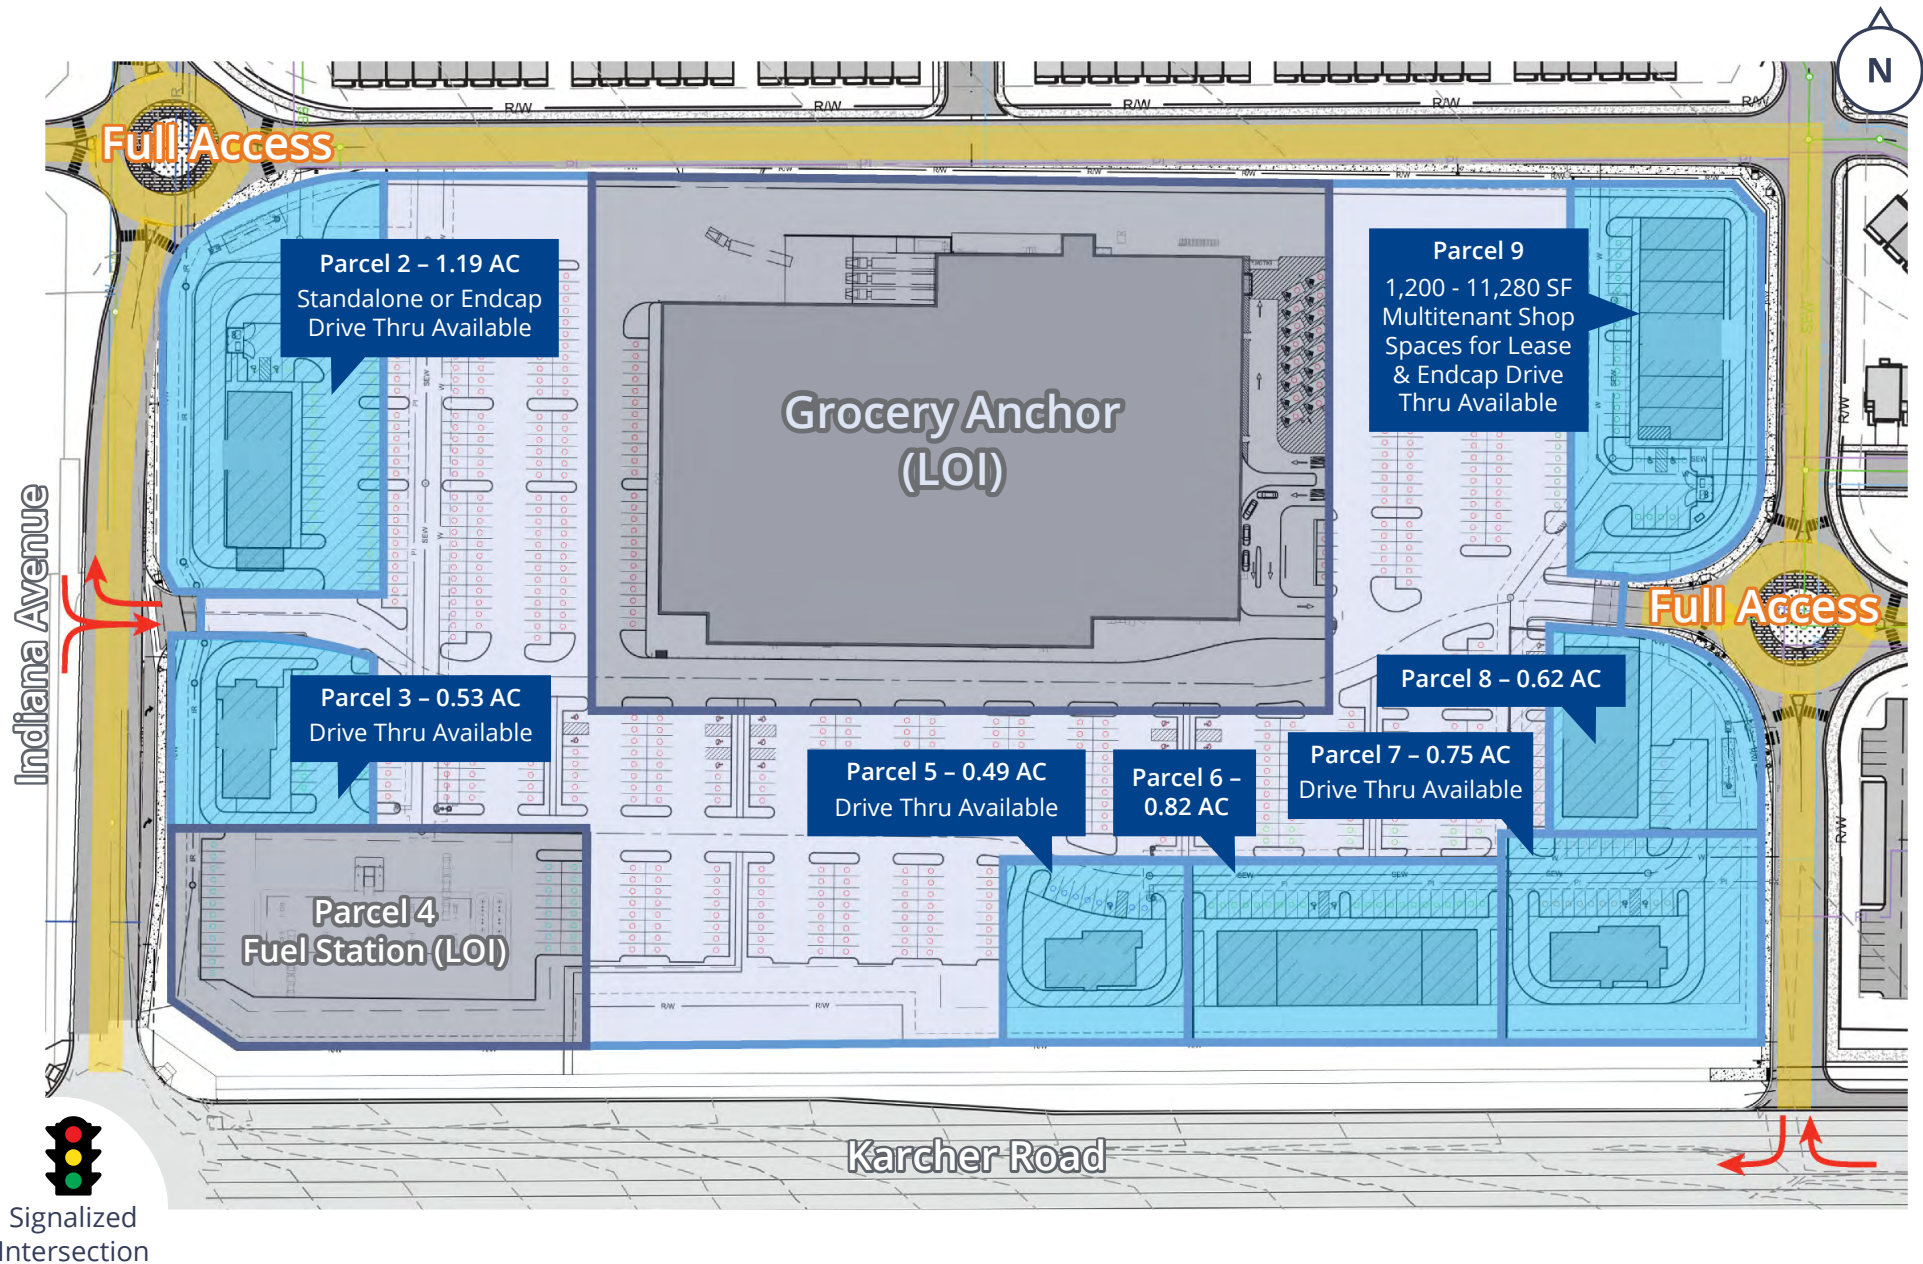 N
R/W
R/W
R/W
R/W
R/W
Full Access
R/W
R/W
R/W
R/W
R/W
R/W
Parcel 2 – 1.19 AC
Standalone or Endcap
Drive Thru Available
Parcel 9
1,200 - 11,280 SF
Multitenant Shop
Spaces for Lease
& Endcap Drive
Thru Available
Grocery Anchor
(LOI)
Indiana Avenue
Full Access
Parcel 3 – 0.53 AC
Drive Thru Available
Parcel 8 – 0.62 AC
Parcel 7 – 0.75 AC
Drive Thru Available
Parcel 5 – 0.49 AC
Drive Thru Available
Parcel 6 –
0.82 AC
SEW
SEW
Parcel 4
Fuel Station (LOI)
R/W
R/W
Karcher Road
Signalized
Intersection